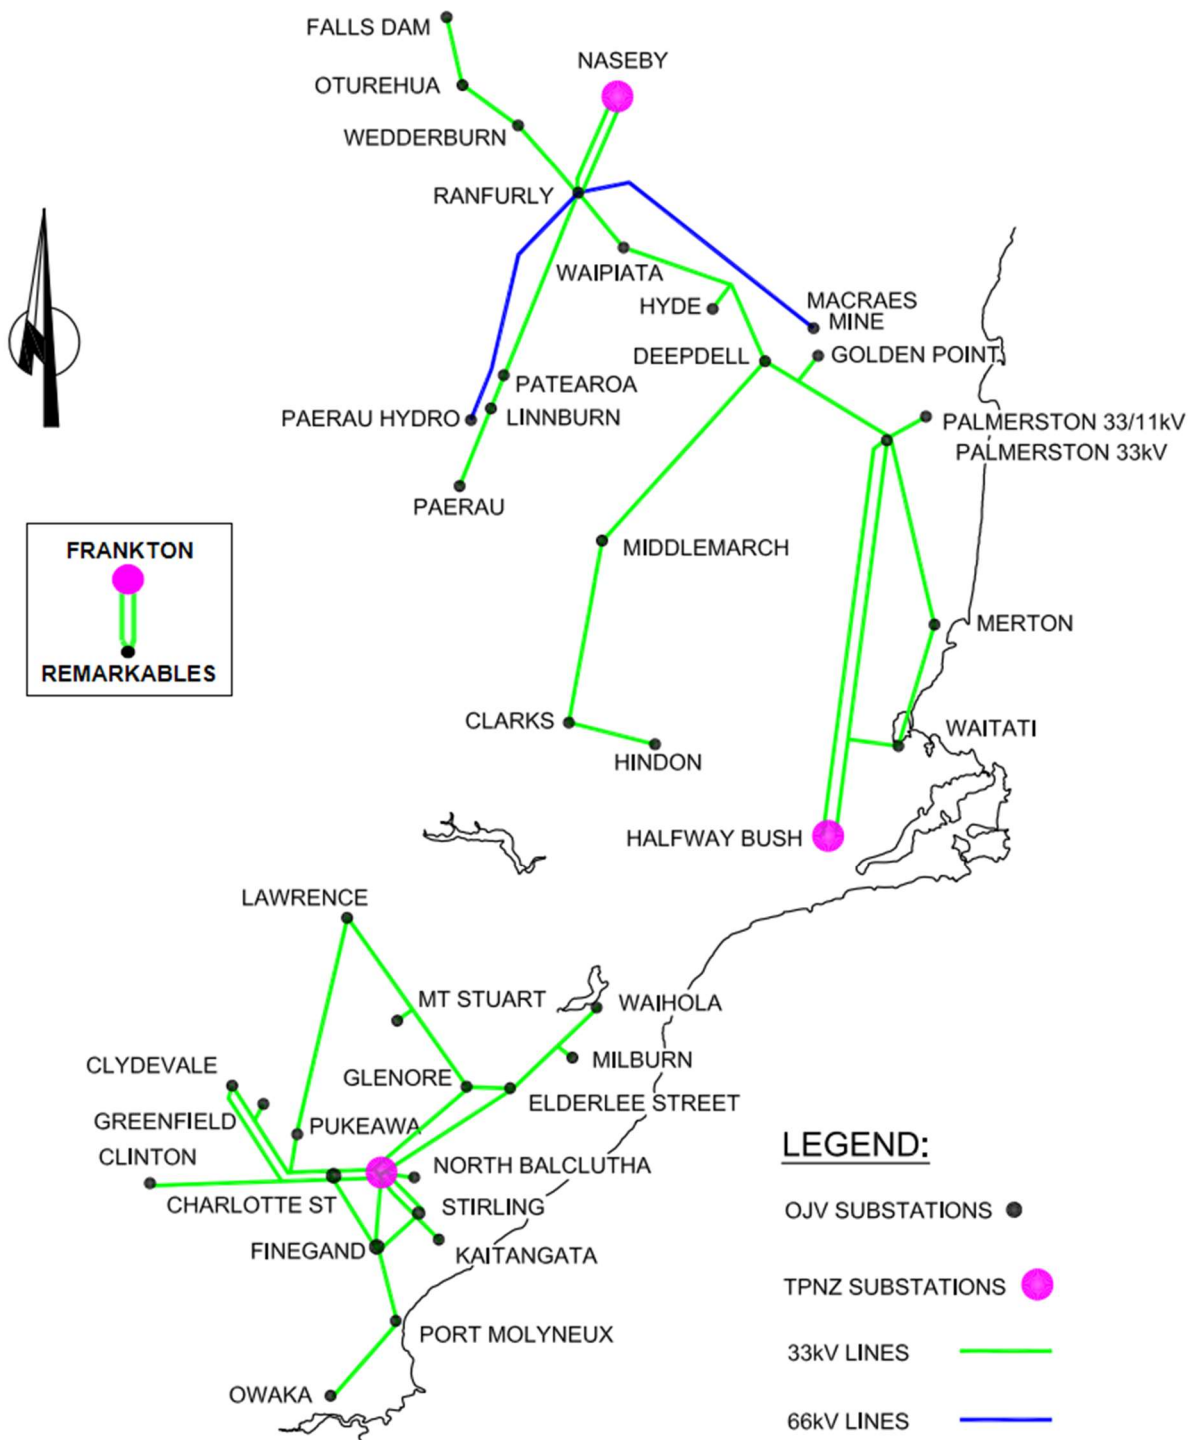 FALLS DAM
NASEBY
OTUREHUA
WEDDERBURN
RANFURLY
WAIPIATA
HYDE
MACRAES
MINE
DEEPDELL
GOLDEN POINT
PATEAROA
PAERAU HYDRO
LINNBURN
PALMERSTON 33/11kV
PALMERSTON 33kV
PAERAU
FRANKTON
MIDDLEMARCH
MERTON
REMARKABLES
CLARKS
WAITATI
HINDON
HALFWAY BUSH
LAWRENCE
MT STUART
WAIHOLA
CLYDEVALE
GLENORE
MILBURN
ELDERLEE STREET
GREENFIELD
PUKEAWA
CLINTON
NORTH BALCLUTHA
CHARLOTTE ST
STIRLING
FINEGAND
KAITANGATA
PORT MOLYNEUX
OWAKA
LEGEND:
OJV SUBSTATIONS
TPNZ SUBSTATIONS
33kV LINES
66kV LINES